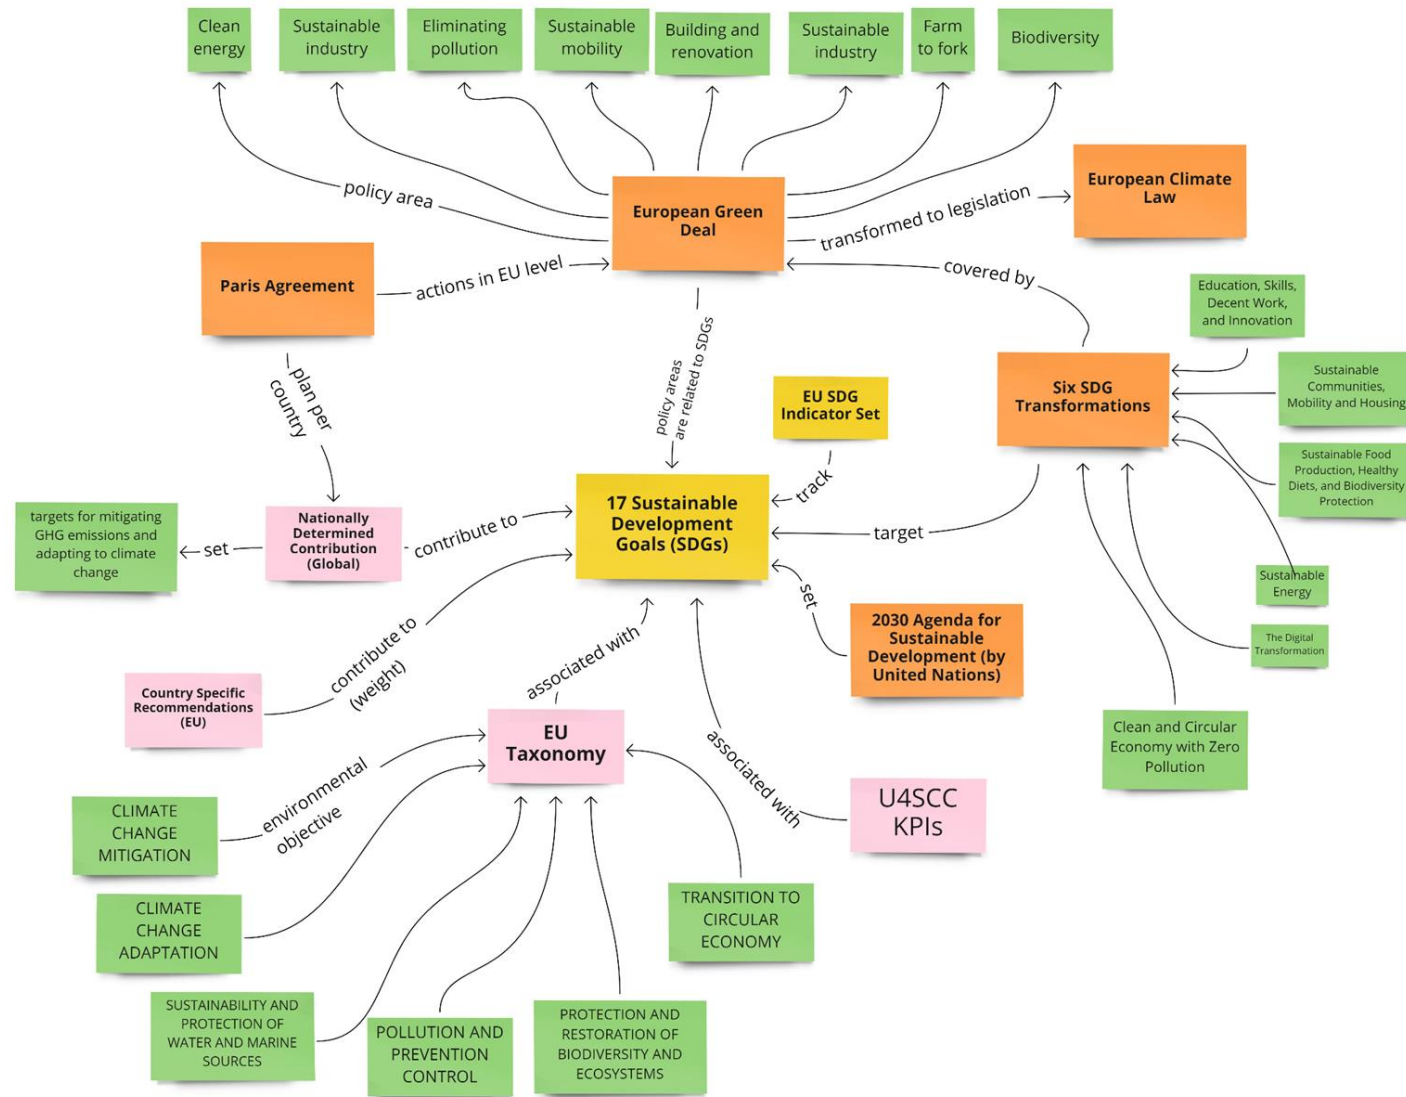 Clean
energy
Sustainable
industry
Eliminating
pollution
Sustainable
mobility
Building and
renovation
Sustainable
industry
Farm
to fork
Biodiversity
policy area
European Green
Deal
transformed to legislation
European Climate
Law
Paris Agreement
actions in EU level
covered by
Education, Skills,
Decent Work,
and Innovation
plan per
country
policy areas
are related to SDGs
EU SDG
Indicator Set
Six SDG
Transformations
Sustainable
Communities,
Mobility and Housing
Sustainable Food
Production, Healthy
Diets, and Biodiversity
Protection
track
targets for mitigating
GHG emissions and
adapting to climate
change
set
Nationally
Determined
Contribution
(Global)
contribute to
17 Sustainable
Development
Goals (SDGs)
target
Sustainable
Energy
The Digital
Transformation
set
2030 Agenda for
Sustainable
Development (by
United Nations)
Country Specific
Recommendations
(EU)
contribute to
(weight)
associated with
EU
Taxonomy
associated with
Clean and Circular
Economy with Zero
Pollution
U4SCC
KPIs
environmental
objective
CLIMATE
CHANGE
MITIGATION
CLIMATE
CHANGE
ADAPTATION
TRANSITION TO
CIRCULAR
ECONOMY
SUSTAINABILITY AND
PROTECTION OF
WATER AND MARINE
SOURCES
POLLUTION AND
PREVENTION
CONTROL
PROTECTION AND
RESTORATION OF
BIODIVERSITY AND
ECOSYSTEMS